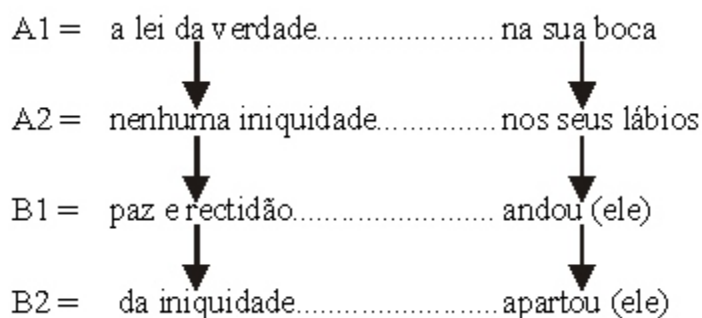 A1 = a lei da verdade...................... na sua boca
A2 = nenhuma iniquidade............... nos seus lábios
B1 = paz e rectidão......................... andou (ele)
B2 = da iniquidade......................... apartou (ele)